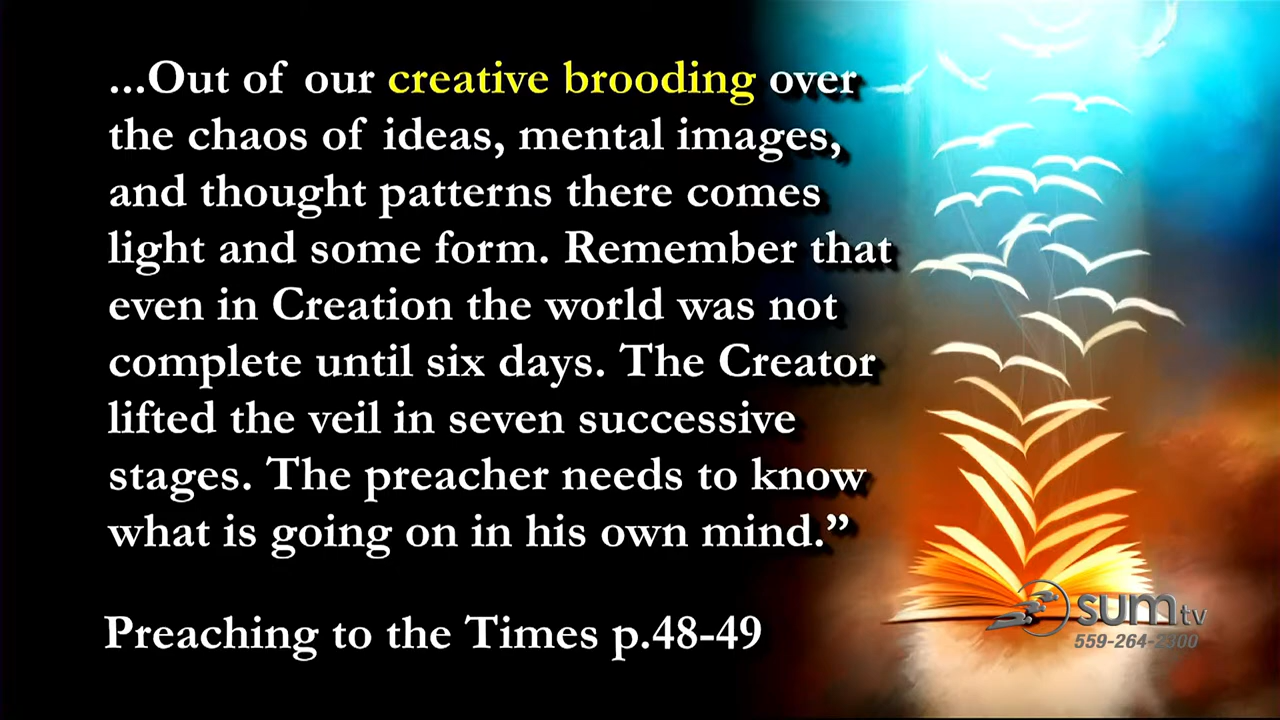 ...Out of our creative brooding over
the chaos of ideas, mental images,
and thought patterns there comes
light and some form. Remember that
even in Creation the world was not
complete until six days. The Creator
lifted the veil in seven successive
stages. The preacher needs to know
what is going on in his own mind.”
Preaching to the Times p.48-49
sumtv
559-264-2300